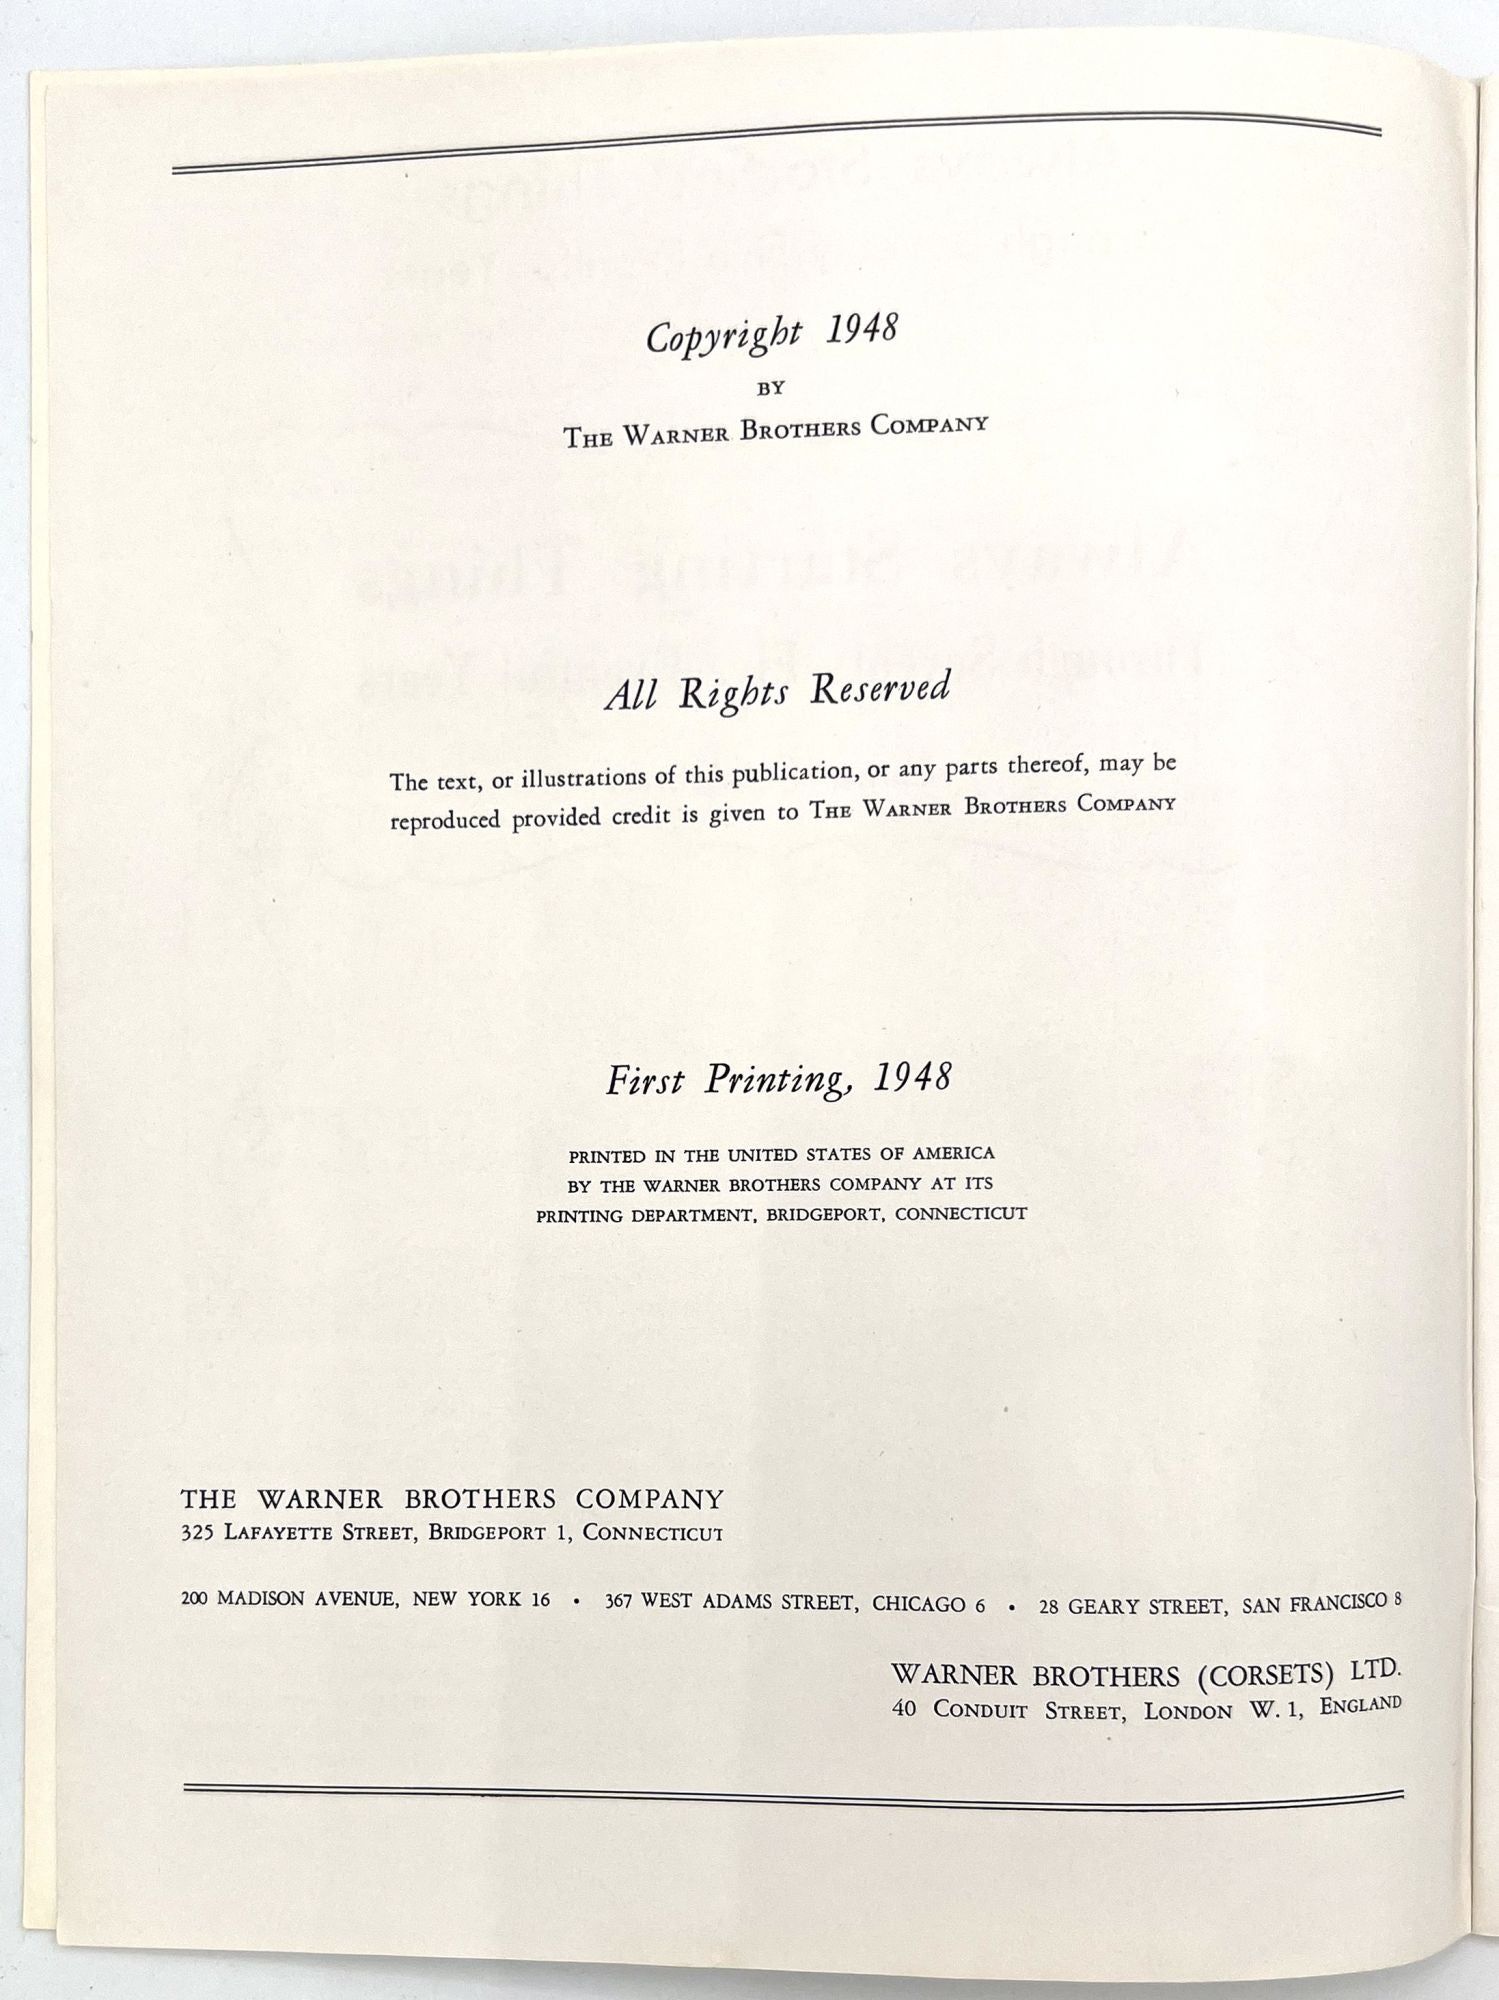 Copyright 1948
BY
THE WARNER BROTHERS COMPANY
Always Starting Things
All Rights Reserved
The text, or illustrations of this publication, or any parts thereof, may be
reproduced provided credit is given to THE WARNER BROTHERS COMPANY
First Printing, 1948
PRINTED IN THE UNITED STATES OF AMERICA
BY THE WARNER BROTHERS COMPANY AT ITS
PRINTING DEPARTMENT, BRIDGEPORT, CONNECTICUT
THE WARNER BROTHERS COMPANY
325 LAFAYETTE STREET, BRIDGEPORT 1, CONNECTICUT
200 MADISON AVENUE, NEW YORK 16 • 367 WEST ADAMS STREET, CHICAGO 6 • 28 GEARY STREET, SAN FRANCISCO 8
WARNER BROTHERS (CORSETS) LTD.
40 CONDUIT STREET, LONDON W. 1, ENGLAND